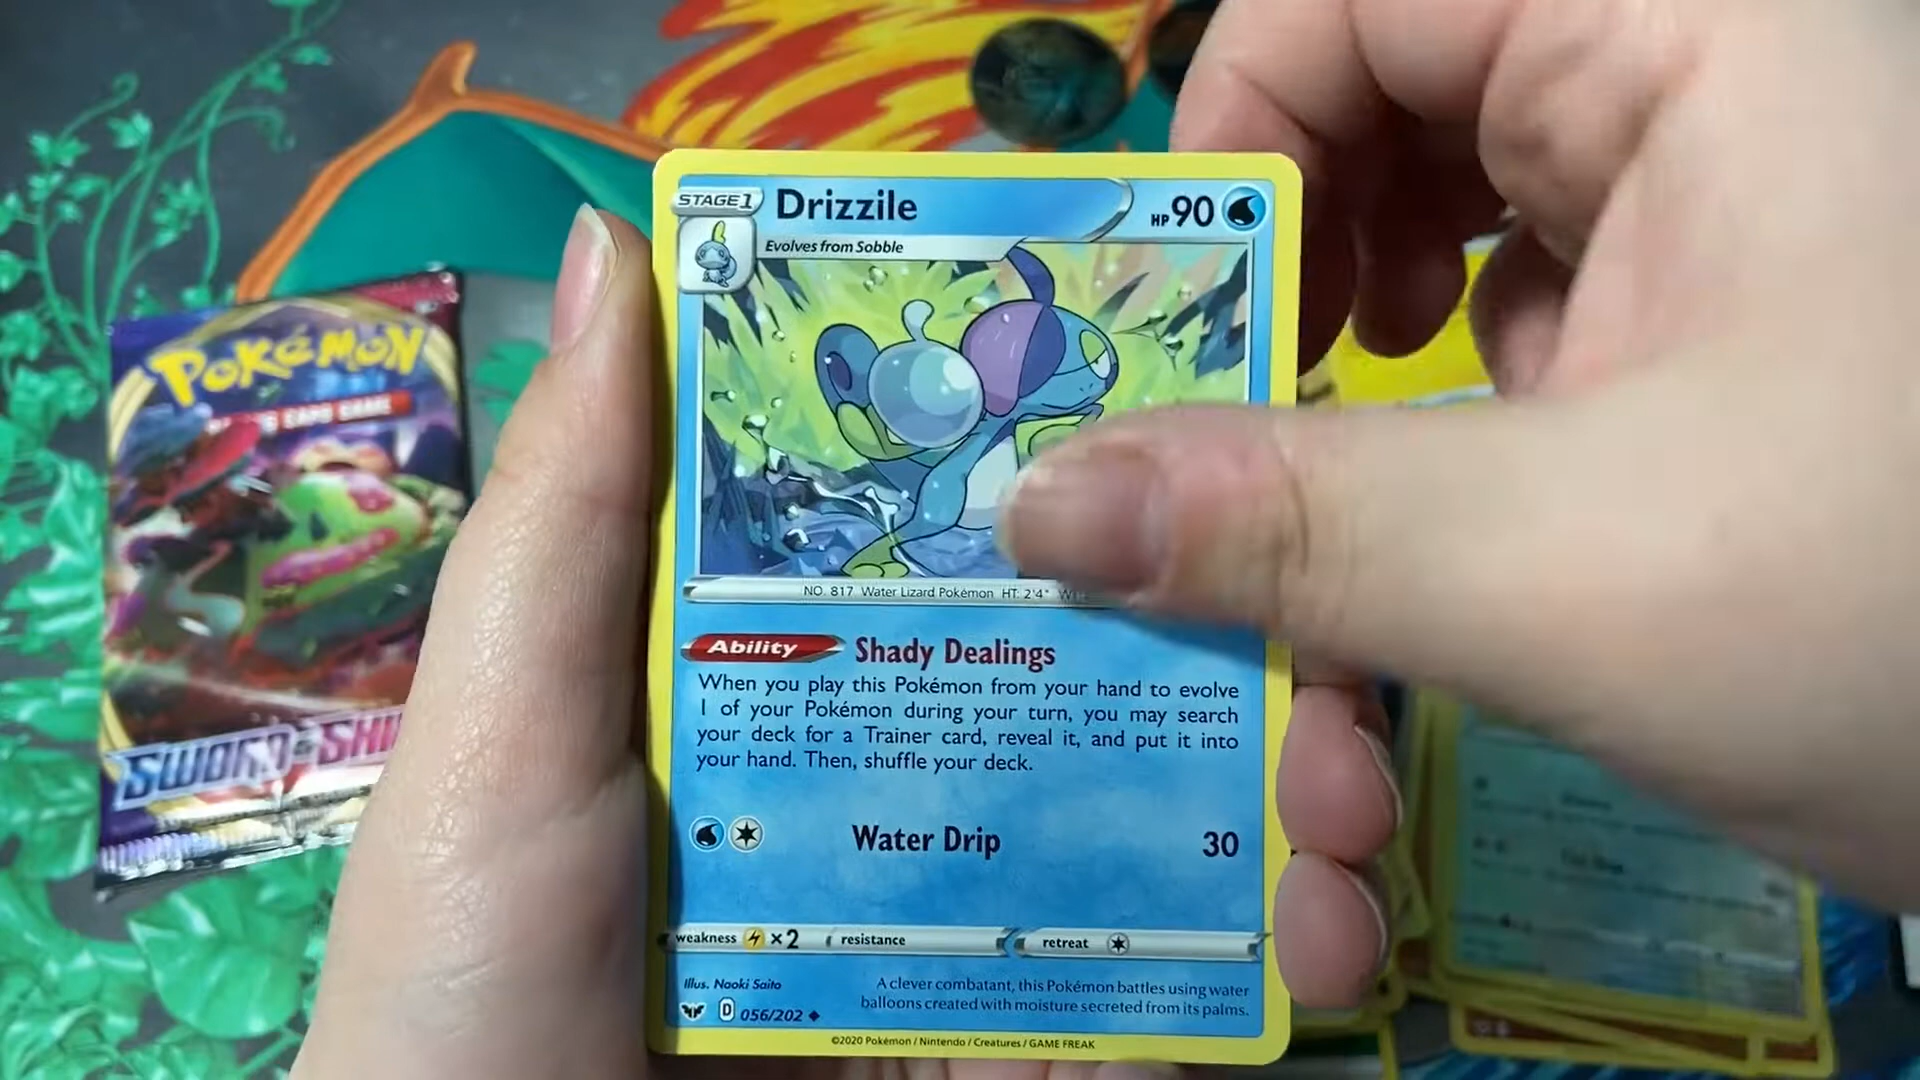 STAGE 1
Drizzile
HP 90
Evolves from Sobble
POKéMON
CARD GAME
NO. 817 Water Lizard Pokémon HT: 2'4"
Ability Shady Dealings
When you play this Pokémon from your hand to evolve
1 of your Pokémon during your turn, you may search
your deck for a Trainer card, reveal it, and put it into
your hand. Then, shuffle your deck.
SWORD & SHI
Water Drip 30
weakness ×2 resistance retreat
Illus. Naoki Saito
A clever combatant, this Pokémon battles using water
balloons created with moisture secreted from its palms.
D 056/202
©2020 Pokémon / Nintendo / Creatures / GAME FREAK